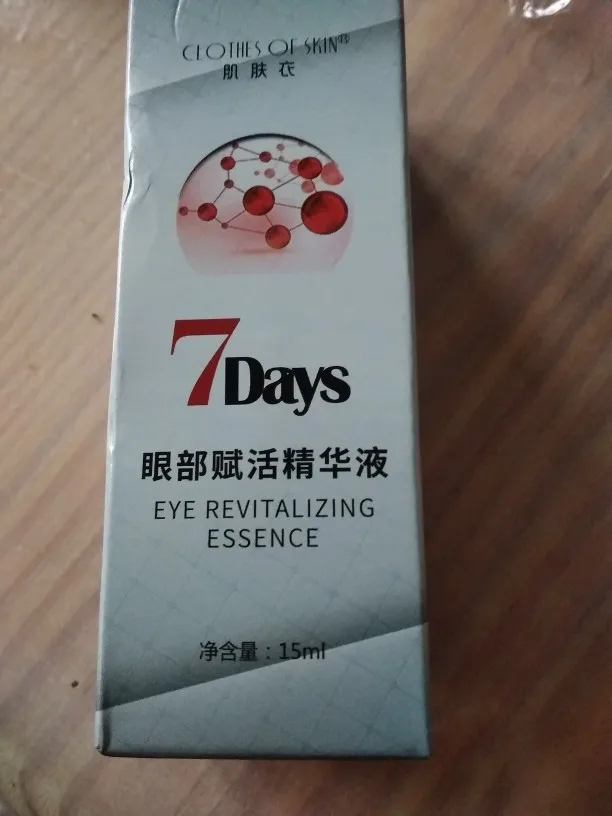 CLOTHES OF SKIN®
肌肤衣
7Days
眼部赋活精华液
EYE REVITALIZING
ESSENCE
净含量：15ml